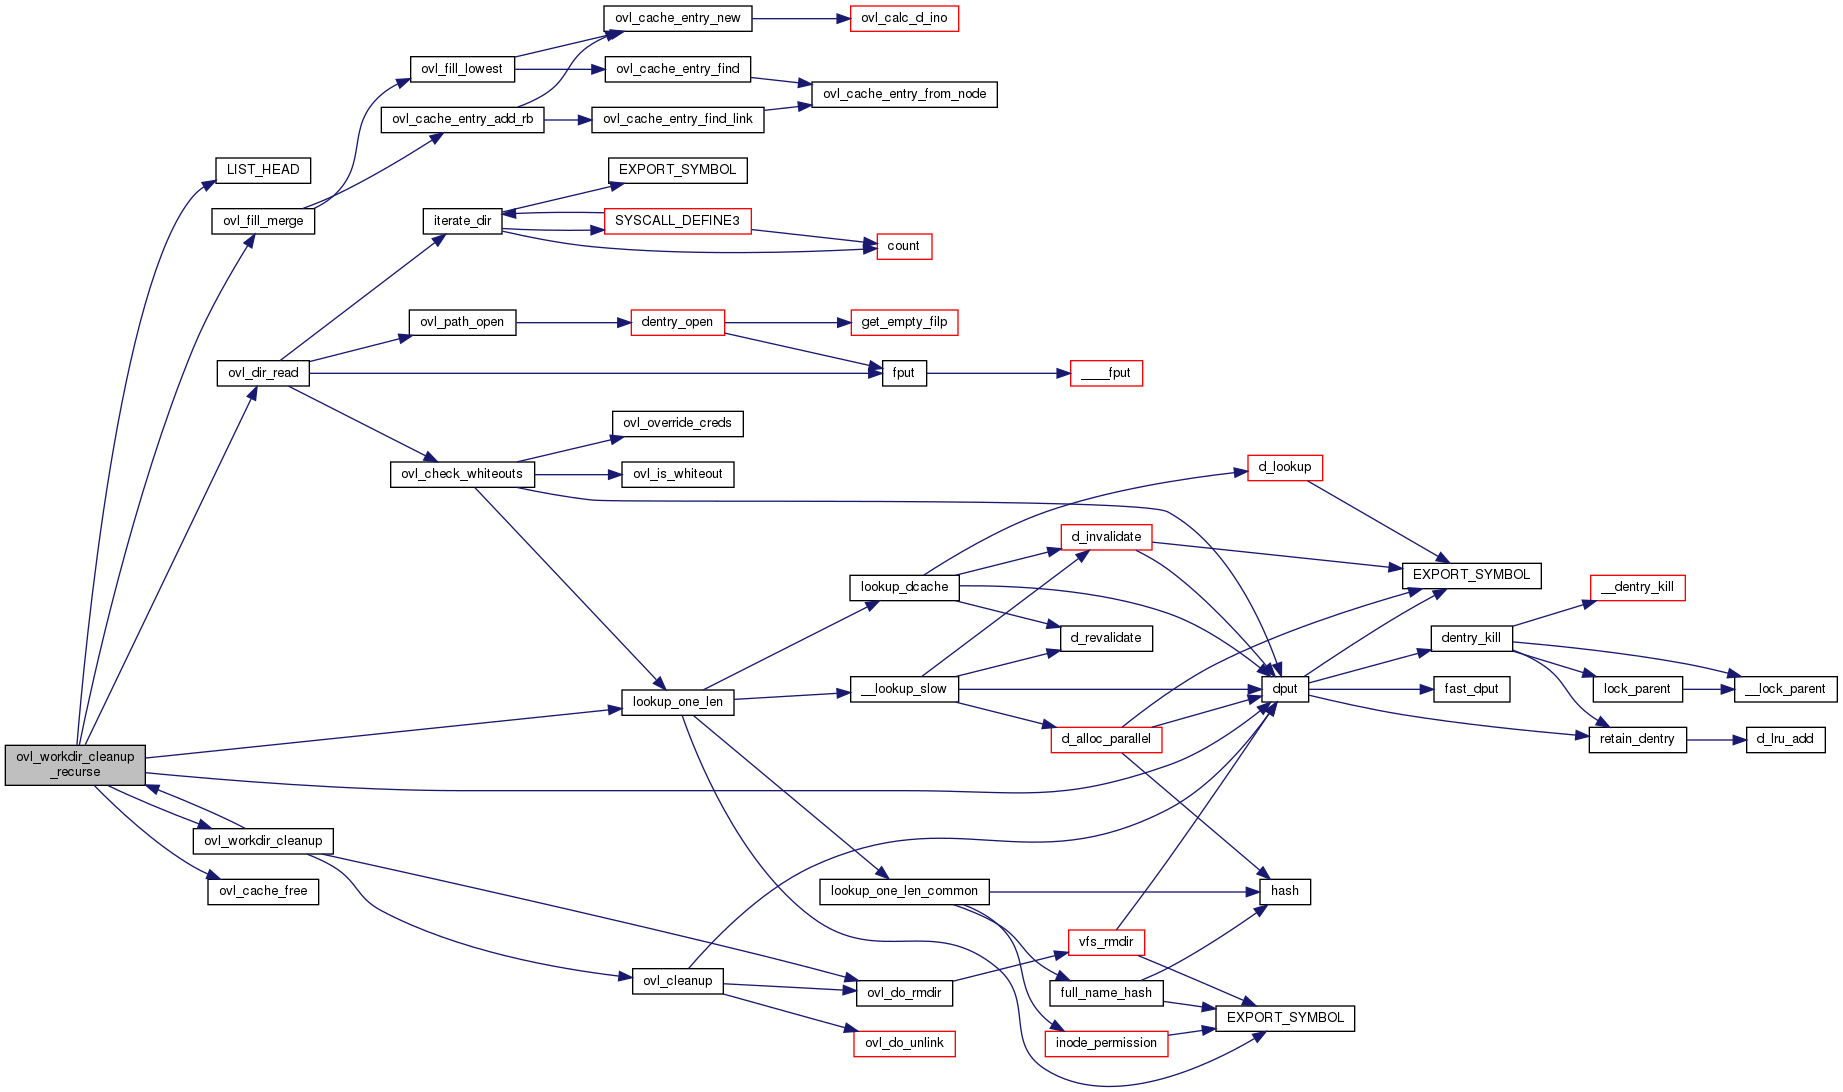 ovl_cache_entry_new
ovl_calc_d_ino
ovl_fill_lowest
ovl_cache_entry_find
ovl_cache_entry_from_node
ovl_cache_entry_add_rb
ovl_cache_entry_find_link
LIST_HEAD
EXPORT_SYMBOL
ovl_fill_merge
iterate_dir
SYSCALL_DEFINE3
count
ovl_path_open
dentry_open
get_empty_filp
ovl_dir_read
fput
____fput
ovl_override_creds
ovl_check_whiteouts
ovl_is_whiteout
d_lookup
d_invalidate
EXPORT_SYMBOL
lookup_dcache
__dentry_kill
d_revalidate
dentry_kill
__lookup_slow
dput
fast_dput
lock_parent
__lock_parent
lookup_one_len
d_alloc_parallel
retain_dentry
d_lru_add
ovl_workdir_cleanup
_recurse
ovl_workdir_cleanup
ovl_cache_free
lookup_one_len_common
hash
vfs_rmdir
ovl_cleanup
ovl_do_rmdir
full_name_hash
EXPORT_SYMBOL
ovl_do_unlink
inode_permission